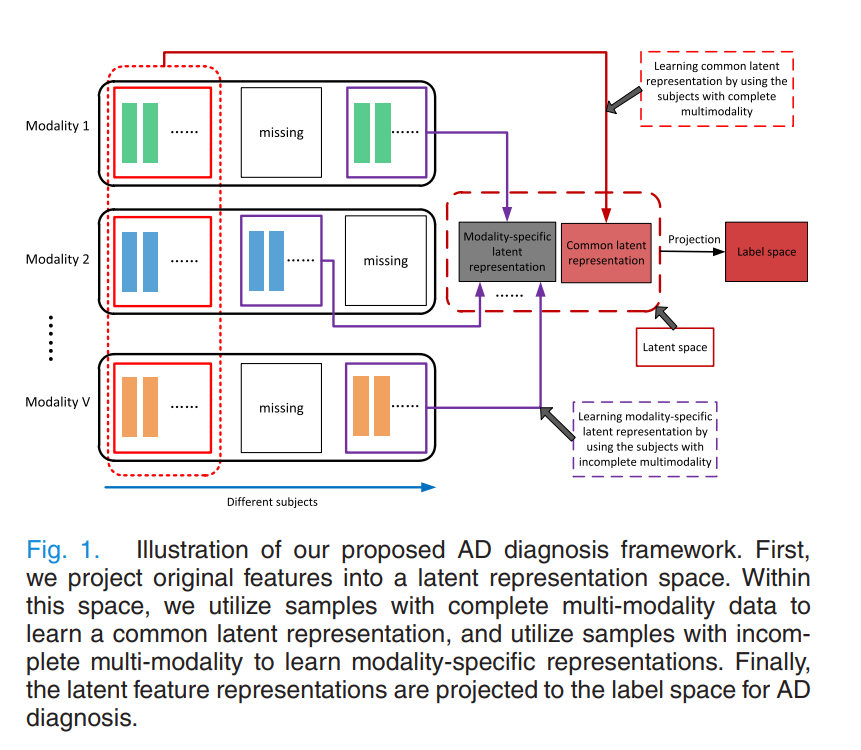 Learning common latent
representation by using the
subjects with complete
multimodality
Modality 1
......
missing
......
Modality 2
......
......
missing
Modality-specific
latent
representation
......
Common latent
representation
Projection
Label space
Latent space
......
Modality V
......
missing
......
Learning modality-specific
latent representation by
using the subjects with
incomplete multimodality
Different subjects
Fig. 1. Illustration of our proposed AD diagnosis framework. First,
we project original features into a latent representation space. Within
this space, we utilize samples with complete multi-modality data to
learn a common latent representation, and utilize samples with incom-
plete multi-modality to learn modality-specific representations. Finally,
the latent feature representations are projected to the label space for AD
diagnosis.